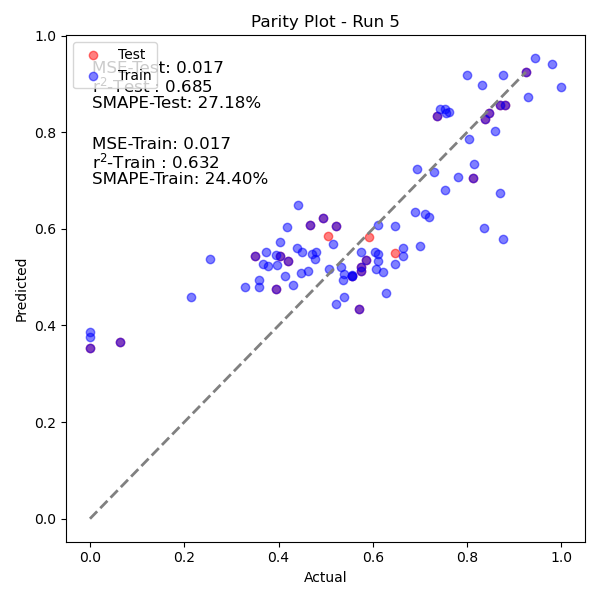 Parity Plot - Run 5
Test
Train
MSE-Test: 0.017
r²-Test : 0.685
SMAPE-Test: 27.18%
MSE-Train: 0.017
r²-Train : 0.632
SMAPE-Train: 24.40%
1.0
0.8
0.6
0.4
0.2
0.0
Predicted
0.0 0.2 0.4 0.6 0.8 1.0
Actual